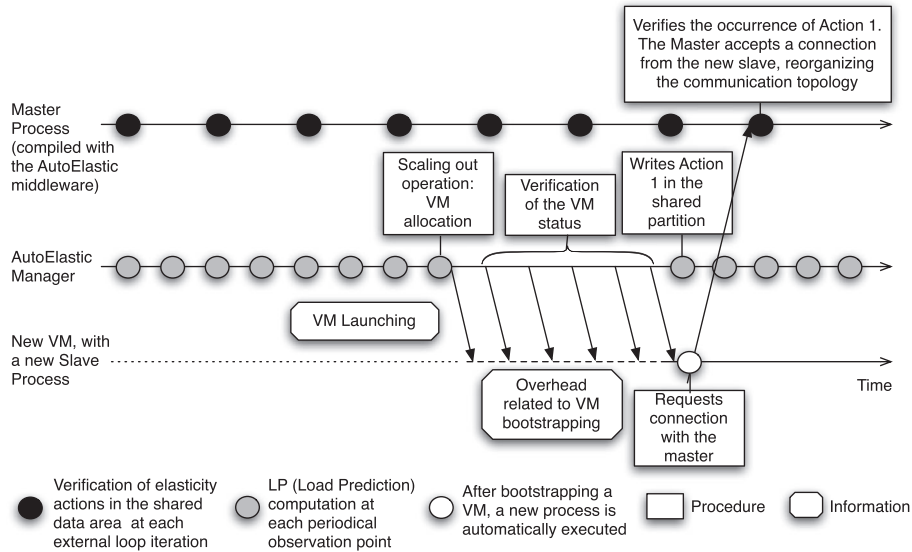 Verifies the occurrence of Action 1.
The Master accepts a connection
from the new slave, reorganizing
the communication topology
Master
Process
(compiled with
the AutoElastic
middleware)
Scaling out
operation:
VM
allocation
Verification
of the VM
status
Writes Action
1 in the
shared
partition
AutoElastic
Manager
VM Launching
New VM, with
a new Slave
Process
Time
Overhead
related to VM
bootstrapping
Requests
connection
with the
master
Verification of elasticity
actions in the shared
data area at each
external loop iteration
LP (Load Prediction)
computation at
each periodical
observation point
After bootstrapping a
VM, a new process is
automatically executed
Procedure
Information